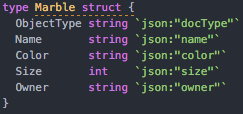 type Marble struct {
  ObjectType string `json:"docType"`
  Name       string `json:"name"`
  Color      string `json:"color"`
  Size       int    `json:"size"`
  Owner      string `json:"owner"`
}